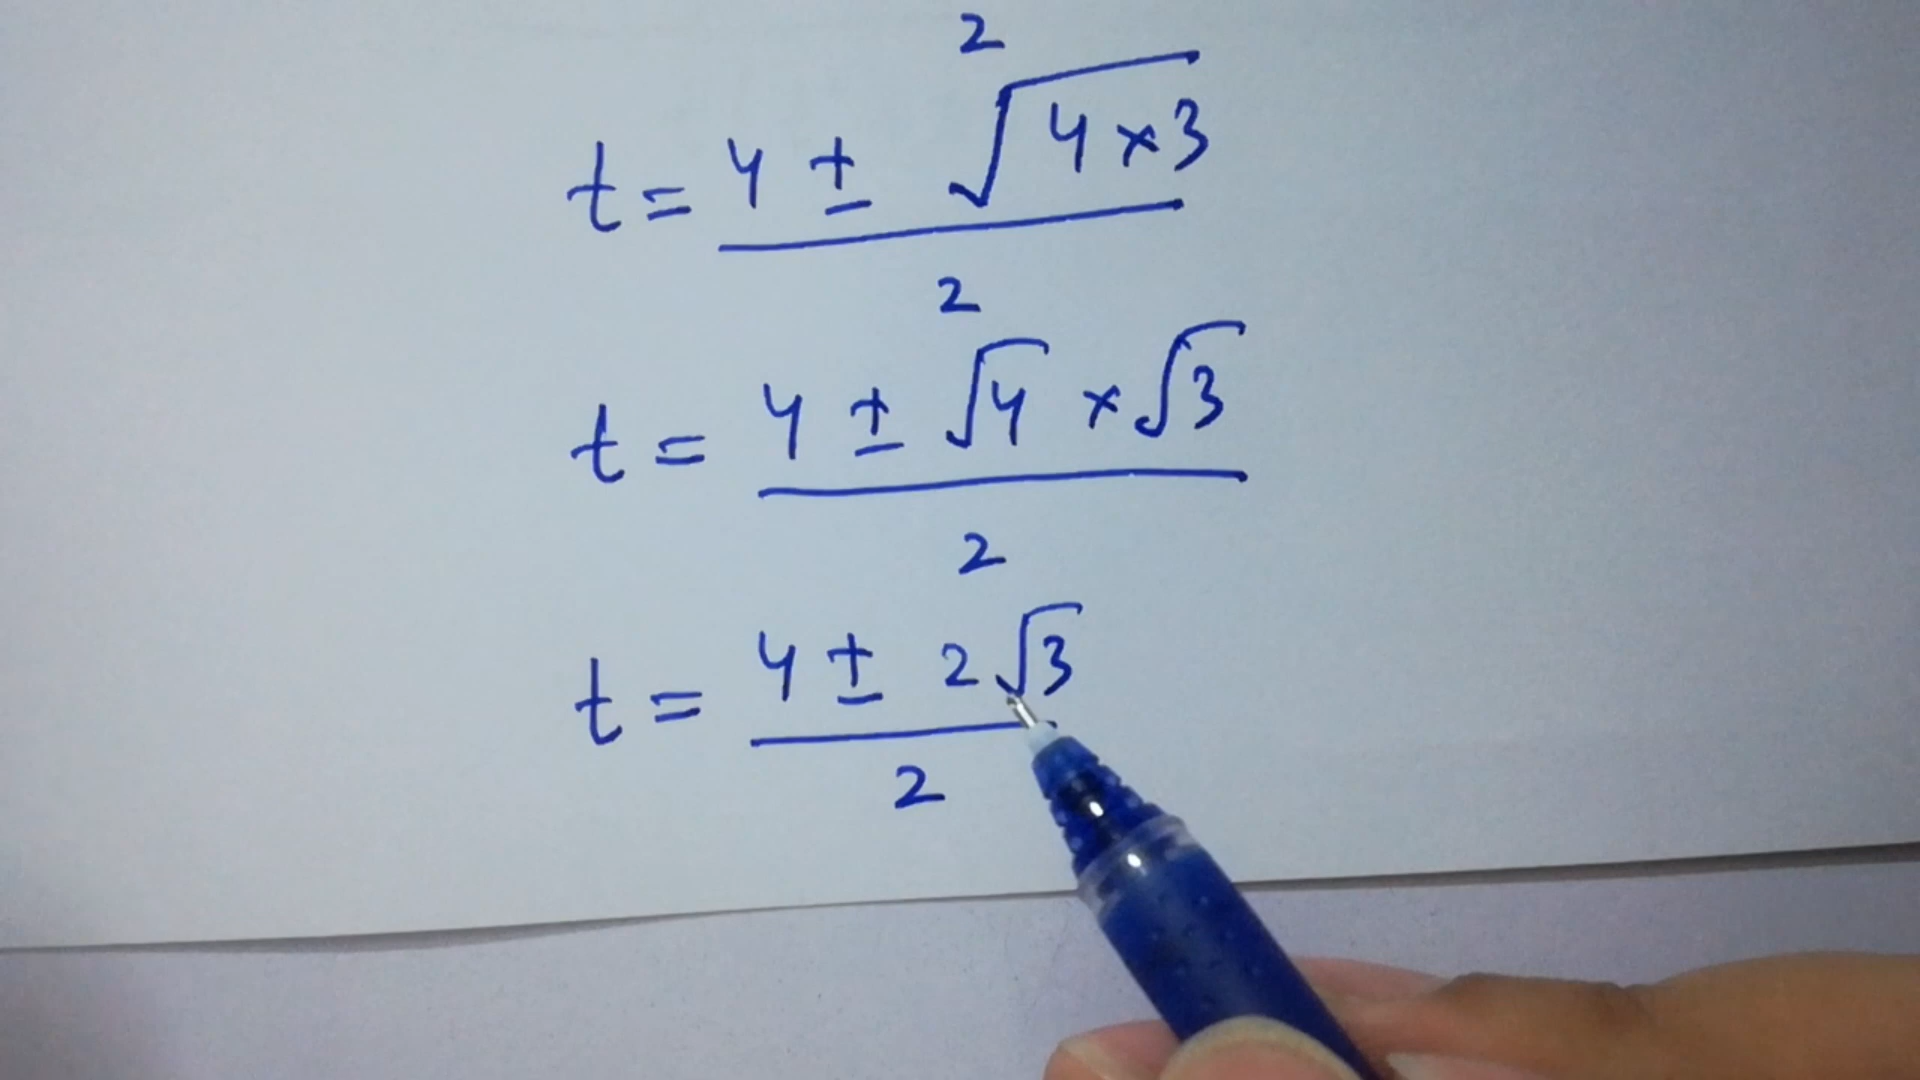 2
t = 4 ± √4×3
2
t = 4 ± √4 × √3
2
t = 4 ± 2√3
2